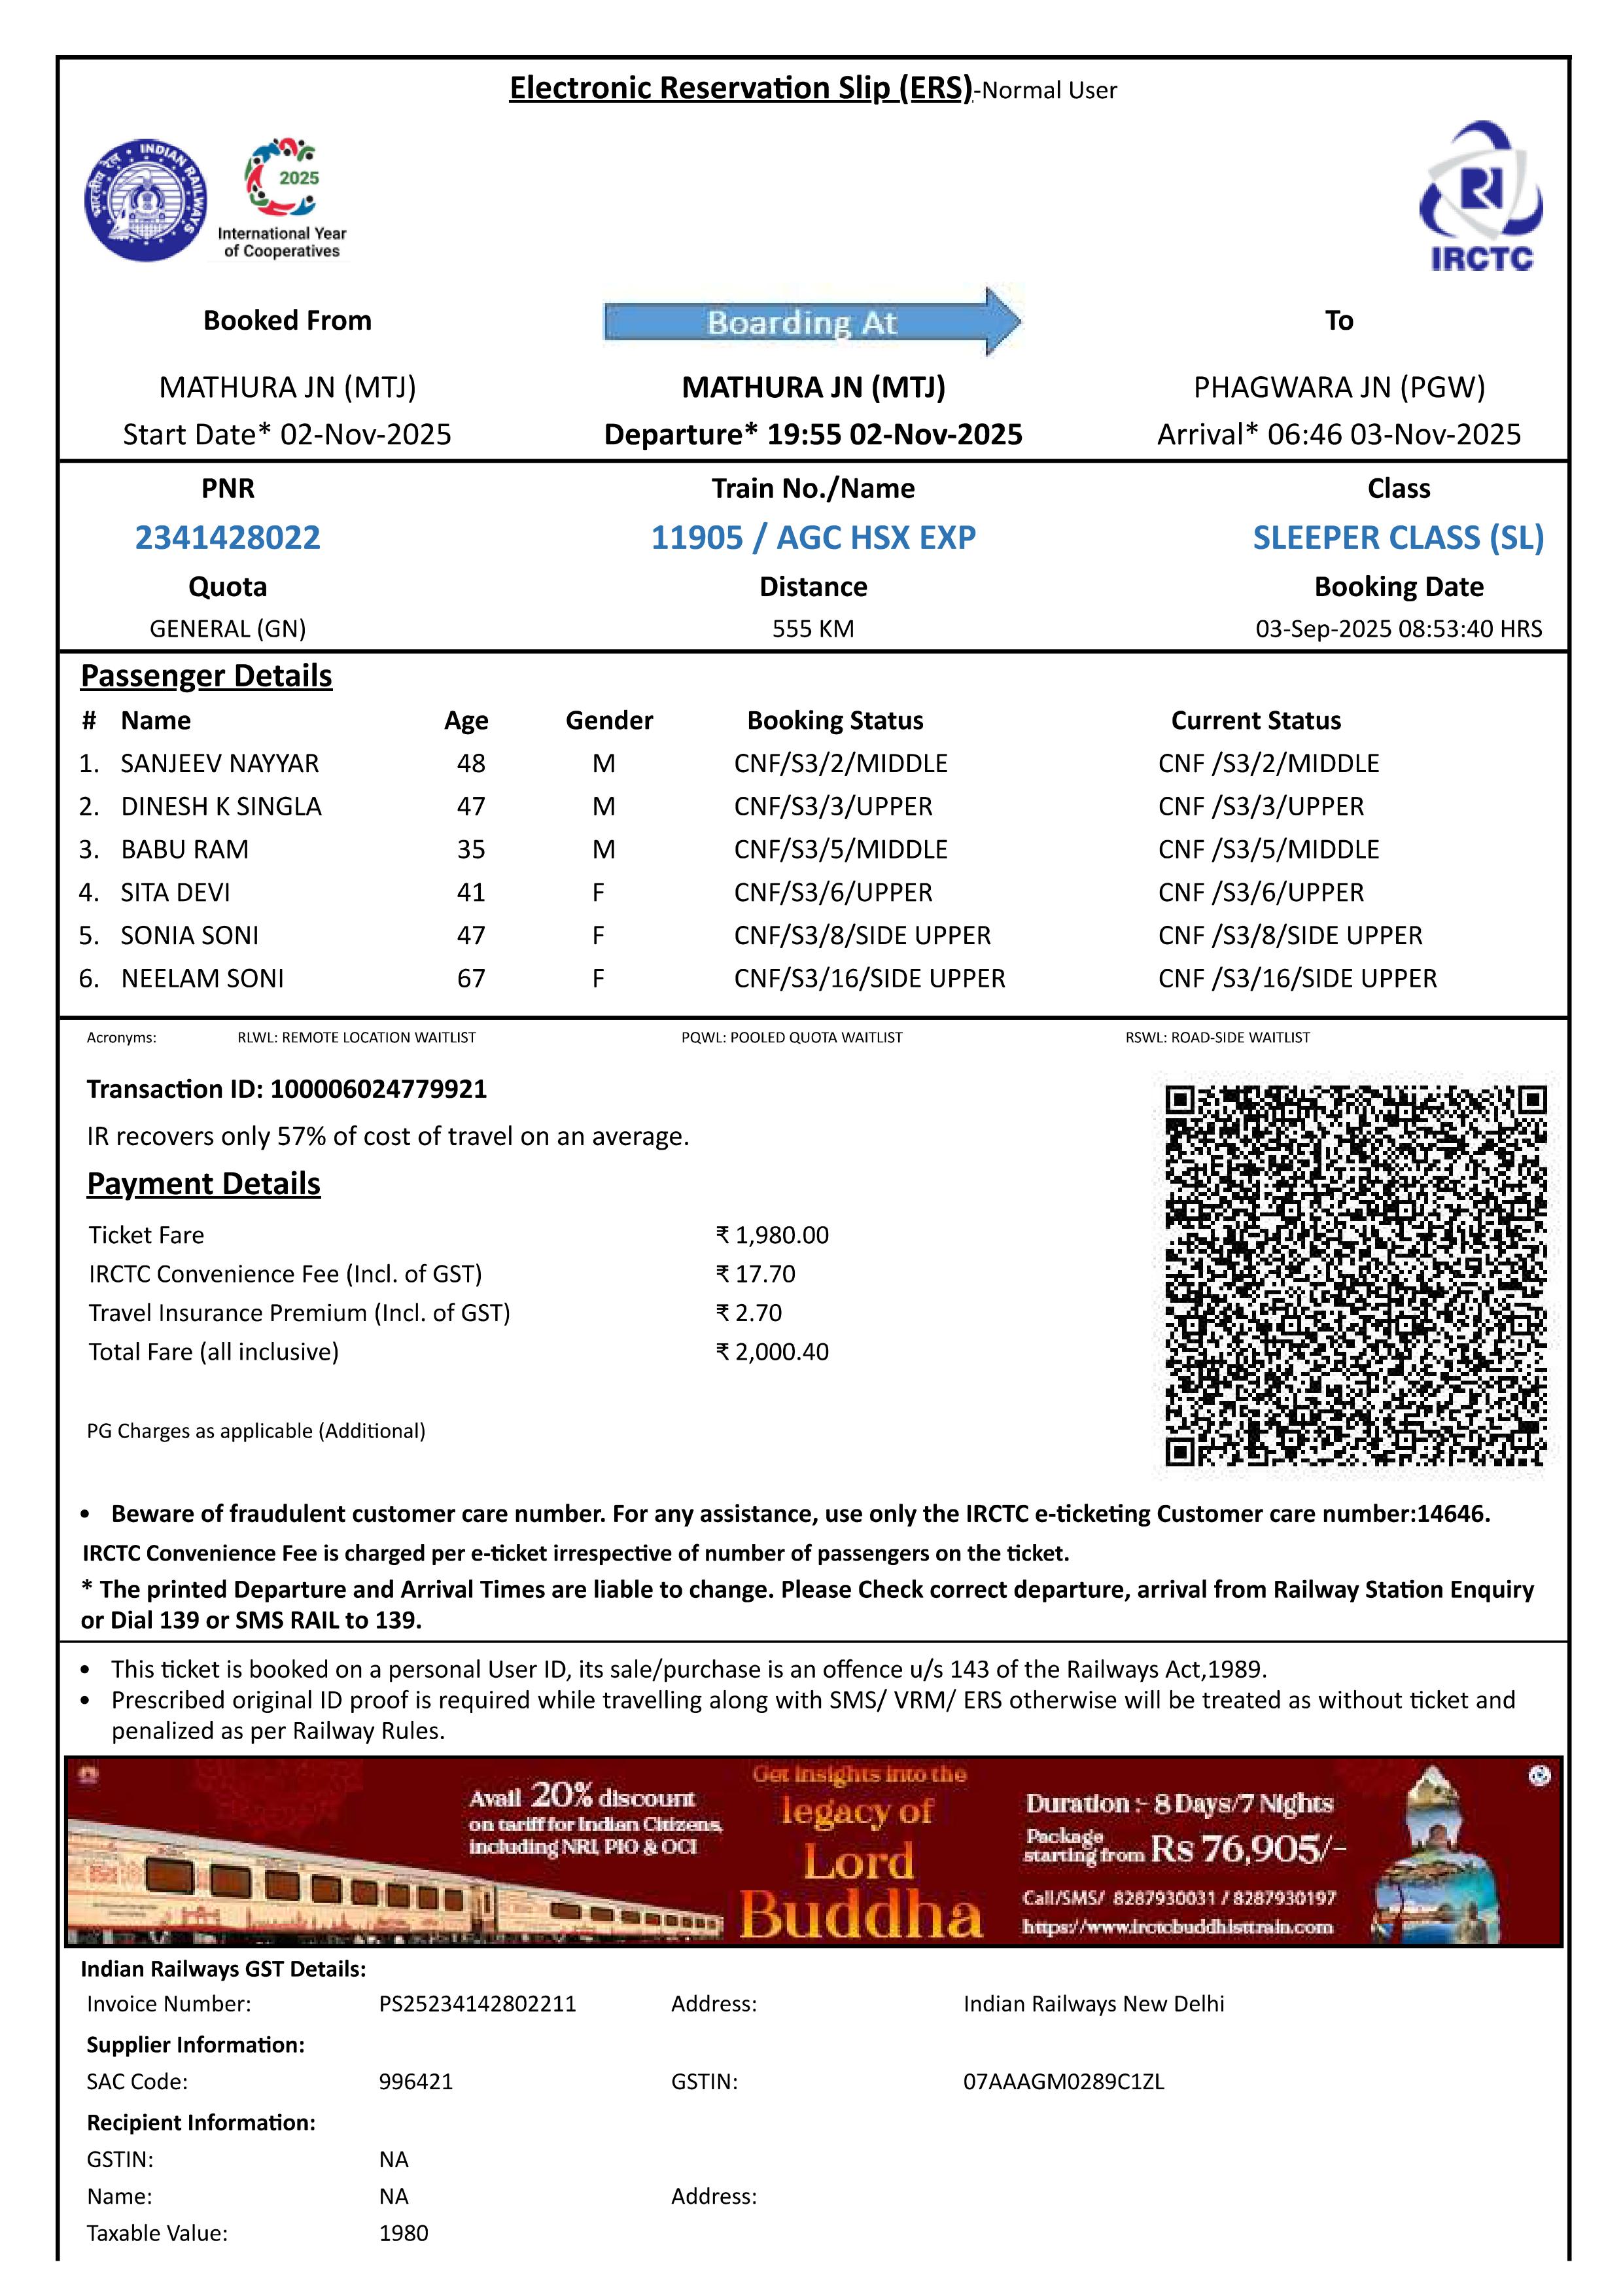 Electronic Reservation Slip (ERS)-Normal User
भारतीय रेल • INDIAN RAILWAYS
2025
International Year
of Cooperatives
IRCTC
Booked From Boarding At To
MATHURA JN (MTJ) MATHURA JN (MTJ) PHAGWARA JN (PGW)
Start Date* 02-Nov-2025 Departure* 19:55 02-Nov-2025 Arrival* 06:46 03-Nov-2025
PNR Train No./Name Class
2341428022 11905 / AGC HSX EXP SLEEPER CLASS (SL)
Quota Distance Booking Date
GENERAL (GN) 555 KM 03-Sep-2025 08:53:40 HRS
Passenger Details
# Name Age Gender Booking Status Current Status
1. SANJEEV NAYYAR 48 M CNF/S3/2/MIDDLE CNF /S3/2/MIDDLE
2. DINESH K SINGLA 47 M CNF/S3/3/UPPER CNF /S3/3/UPPER
3. BABU RAM 35 M CNF/S3/5/MIDDLE CNF /S3/5/MIDDLE
4. SITA DEVI 41 F CNF/S3/6/UPPER CNF /S3/6/UPPER
5. SONIA SONI 47 F CNF/S3/8/SIDE UPPER CNF /S3/8/SIDE UPPER
6. NEELAM SONI 67 F CNF/S3/16/SIDE UPPER CNF /S3/16/SIDE UPPER
Acronyms: RLWL: REMOTE LOCATION WAITLIST PQWL: POOLED QUOTA WAITLIST RSWL: ROAD-SIDE WAITLIST
Transaction ID: 100006024779921
IR recovers only 57% of cost of travel on an average.
Payment Details
Ticket Fare ₹ 1,980.00
IRCTC Convenience Fee (Incl. of GST) ₹ 17.70
Travel Insurance Premium (Incl. of GST) ₹ 2.70
Total Fare (all inclusive) ₹ 2,000.40
PG Charges as applicable (Additional)
• Beware of fraudulent customer care number. For any assistance, use only the IRCTC e-ticketing Customer care number:14646.
IRCTC Convenience Fee is charged per e-ticket irrespective of number of passengers on the ticket.
* The printed Departure and Arrival Times are liable to change. Please Check correct departure, arrival from Railway Station Enquiry
or Dial 139 or SMS RAIL to 139.
• This ticket is booked on a personal User ID, its sale/purchase is an offence u/s 143 of the Railways Act,1989.
• Prescribed original ID proof is required while travelling along with SMS/ VRM/ ERS otherwise will be treated as without ticket and
penalized as per Railway Rules.
Avail 20% discount
on tariff for Indian Citizens,
including NRI, PIO & OCI
Get insights into the
legacy of
Lord
Buddha
Duration :- 8 Days/7 Nights
Package
starting from Rs 76,905/-
Call/SMS/ 8287930031 / 8287930197
https://www.irctcbuddhisttrain.com
Indian Railways GST Details:
Invoice Number: PS25234142802211 Address: Indian Railways New Delhi
Supplier Information:
SAC Code: 996421 GSTIN: 07AAAGM0289C1ZL
Recipient Information:
GSTIN: NA
Name: NA Address:
Taxable Value: 1980